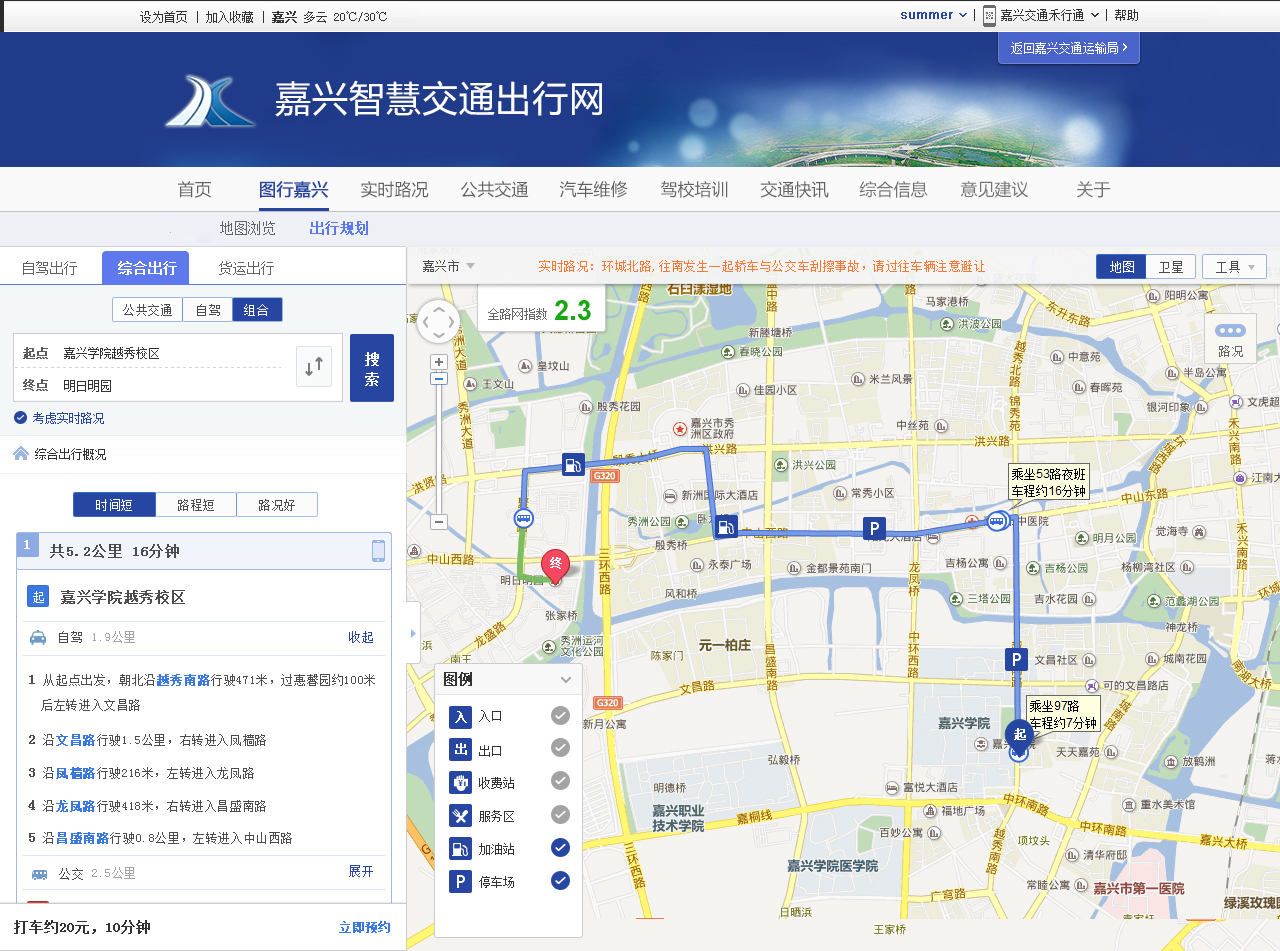 设为首页 | 加入收藏 | 嘉兴 多云 20℃/30℃
summer | 嘉兴交通禾行通 | 帮助
返回嘉兴交通运输局
嘉兴智慧交通出行网
首页 图行嘉兴 实时路况 公共交通 汽车维修 驾校培训 交通快讯 综合信息 意见建议 关于
地图浏览 出行规划
自驾出行 综合出行 货运出行
嘉兴市
实时路况：环城北路,往南发生一起轿车与公交车刮擦事故，请过往车辆注意避让
地图 卫星 工具
公共交通 自驾 组合
起点 嘉兴学院越秀校区
终点 明日明园
搜索
考虑实时路况
综合出行概况
时间短 路程短 路况好
1 共5.2公里 16分钟
起 嘉兴学院越秀校区
自驾 1.9公里 收起
1 从起点出发，朝北沿越秀南路行驶471米，过惠馨园约100米
后左转进入文昌路
2 沿文昌路行驶1.5公里，右转进入凤樯路
3 沿凤樯路行驶216米，左转进入龙凤路
4 沿龙凤路行驶418米，右转进入昌盛南路
5 沿昌盛南路行驶0.8公里，左转进入中山西路
公交 2.5公里 展开
打车约20元，10分钟 立即预约
全路网指数 2.3
路况
石臼漾湿地
马家港桥
阳明公寓
东升东路
新塍塘桥
洪波公园
春晓公园
中意苑
皇坟山
王文山
佳园小区
米兰风景
春晖苑
半岛公寓
越秀北路
锦秀苑
银河印象
文虎超
殷秀花园
秀洲大道
嘉兴市秀
洲区政府
中丝苑
洪兴路
洪兴路
禾兴南路
殷秀大桥
G320
洪兴公园
乘坐53路夜班
车程约16分钟
江南大
洪贤路
新洲国际大酒店
常秀小区
中山东路
秀洲公园
中山西路
中医院
觉海寺
月明公园
殷秀桥
中山西路
永泰广场
金都景苑南门
吉杨公寓
吉杨公园
杨柳湾社区
禾兴南路
终
明日明园
三环西路
风和桥
龙凤桥
三塔公园
吉水花园
范蠡湖公园
环城
张家桥
神龙桥
龙盛路
秀洲运河
文化公园
元一柏庄
陈家门
昌盛南路
中环西路
文昌社区
城南花园
南湖大桥
浜
南王
文昌路
可的文昌路店
G320
新月公寓
嘉兴学院
乘坐97路
车程约7分钟
起
天天嘉苑
放鹤洲
弘毅桥
城南路
明德桥
富悦大酒店
福地广场
中环南路
重水美术馆
嘉兴职业
技术学院
嘉桐线
百妙公寓
越秀南路
项坟头
中环南路
嘉兴大桥
清华府邸
三环西路
嘉兴学院医学院
常睦公寓
嘉兴市第一医院
广穹路
绿溪玫瑰园
日晒浜
王家桥
图例
入口
出口
收费站
服务区
加油站
停车场